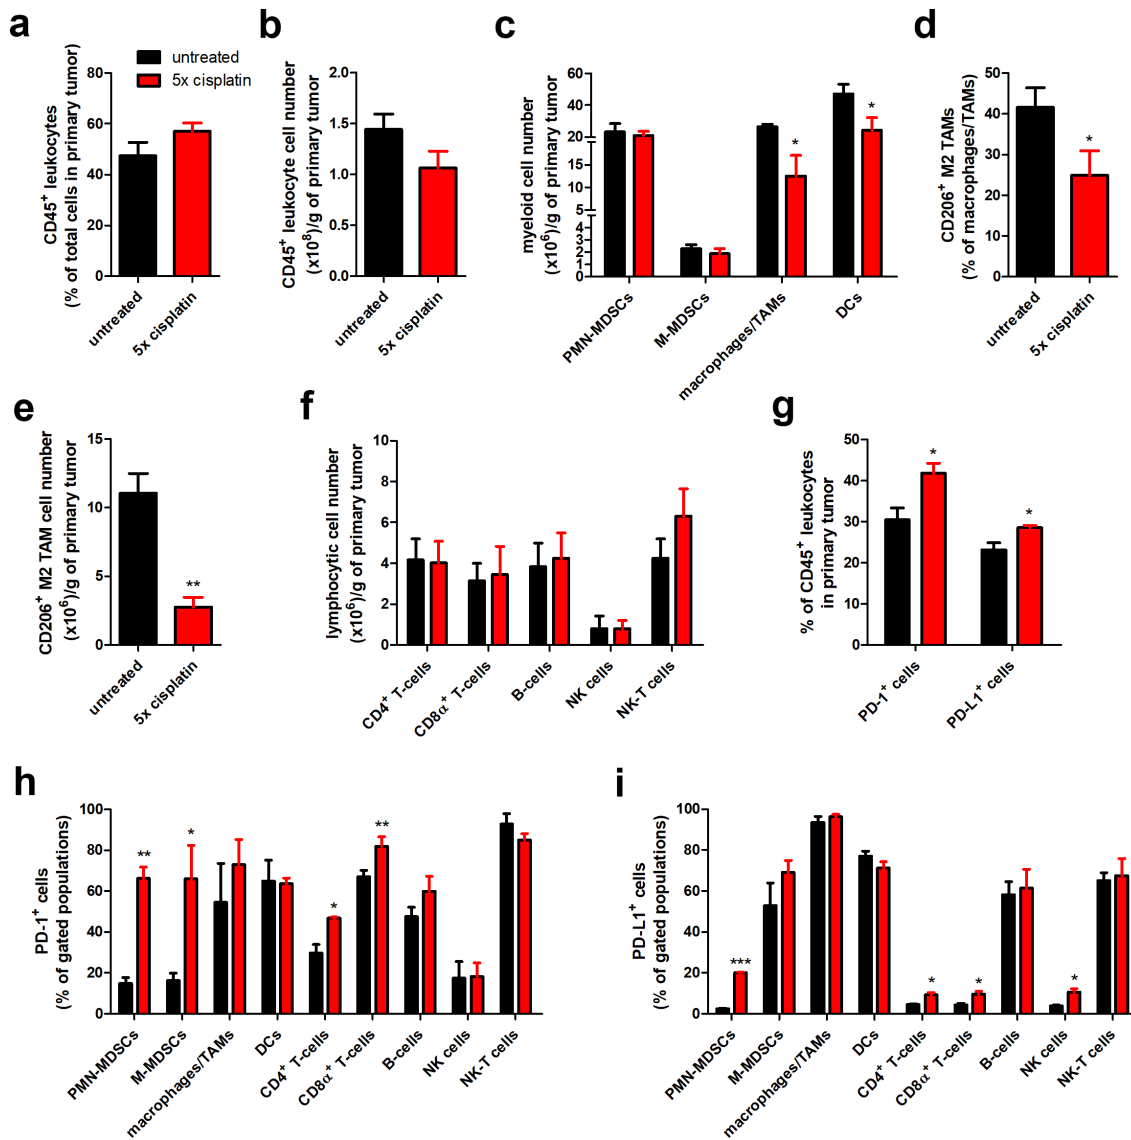 a
untreated
5x cisplatin
CD45+ leukocytes
(% of total cells in primary tumor)
80
60
40
20
0
untreated
5x cisplatin
b
CD45+ leukocyte cell number
(x10^8)/g of primary tumor)
2.0
1.5
1.0
0.5
0.0
untreated
5x cisplatin
c
myeloid cell number
(x10^6)/g of primary tumor)
60
40
20
15
10
5
4
3
2
1
0
*
*
PMN-MDSCs
M-MDSCs
macrophages/TAMs
DCs
d
CD206+ M2 TAMs
(% of macrophages/TAMs)
50
40
30
20
10
0
*
untreated
5x cisplatin
e
CD206+ M2 TAM cell number
(x10^6)/g of primary tumor)
15
10
5
0
**
untreated
5x cisplatin
f
lymphocytic cell number
(x10^6)/g of primary tumor)
10
8
6
4
2
0
CD4+ T-cells
CD8α+ T-cells
B-cells
NK cells
NK-T cells
g
% of CD45+ leukocytes
in primary tumor)
50
40
30
20
10
0
*
*
PD-1+ cells
PD-L1+ cells
h
PD-1+ cells
(% of gated populations)
100
80
60
40
20
0
**
*
*
**
PMN-MDSCs
M-MDSCs
macrophages/TAMs
DCs
CD4+ T-cells
CD8α+ T-cells
B-cells
NK cells
NK-T cells
i
PD-L1+ cells
(% of gated populations)
100
80
60
40
20
0
***
*
*
*
PMN-MDSCs
M-MDSCs
macrophages/TAMs
DCs
CD4+ T-cells
CD8α+ T-cells
B-cells
NK cells
NK-T cells